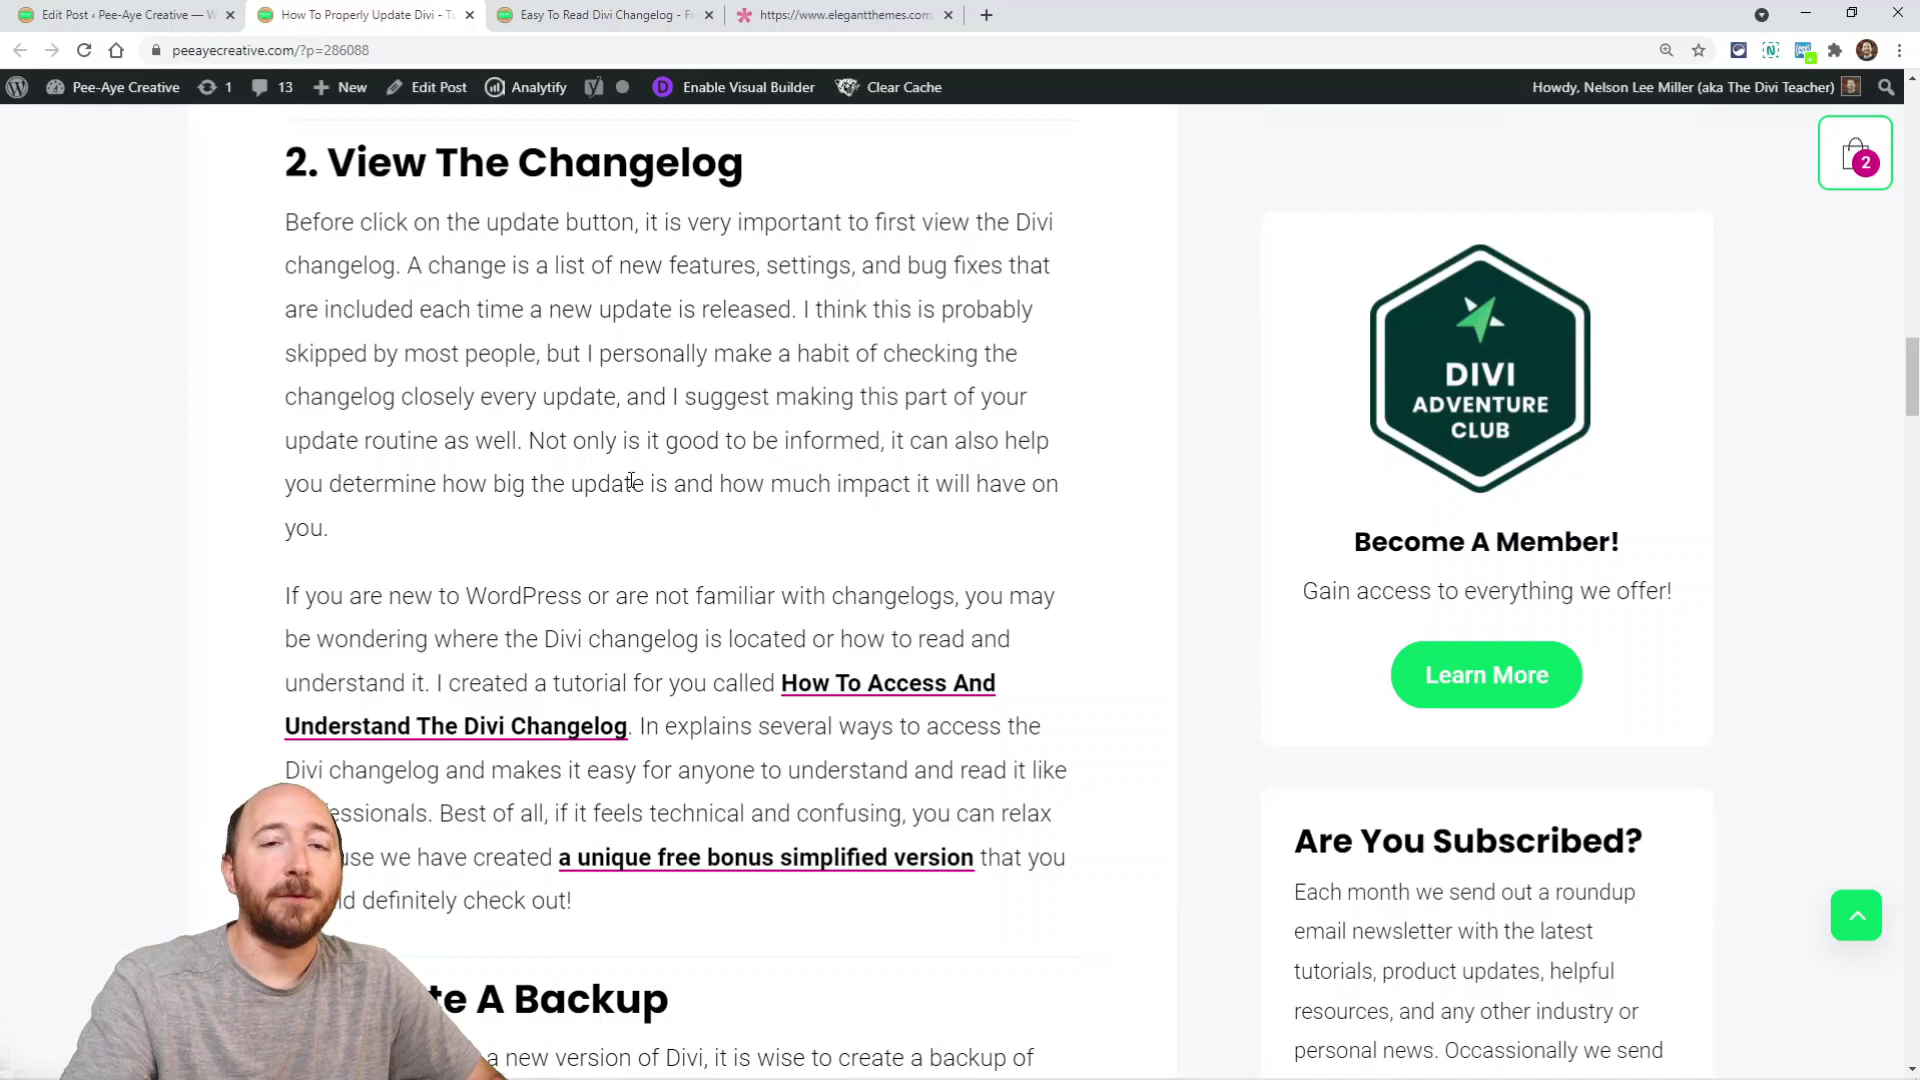 Edit Post ‹ Pee-Aye Creative — W
How To Properly Update Divi - Tu
Easy To Read Divi Changelog - Fr
https://www.elegantthemes.com
peeayecreative.com/?p=286088
Pee-Aye Creative
1
13
New
Edit Post
Analytify
Enable Visual Builder
Clear Cache
Howdy, Nelson Lee Miller (aka The Divi Teacher)
2
2. View The Changelog
Before click on the update button, it is very important to first view the Divi
changelog. A change is a list of new features, settings, and bug fixes that
are included each time a new update is released. I think this is probably
skipped by most people, but I personally make a habit of checking the
changelog closely every update, and I suggest making this part of your
update routine as well. Not only is it good to be informed, it can also help
you determine how big the update is and how much impact it will have on
you.
If you are new to WordPress or are not familiar with changelogs, you may
be wondering where the Divi changelog is located or how to read and
understand it. I created a tutorial for you called How To Access And
Understand The Divi Changelog. In explains several ways to access the
Divi changelog and makes it easy for anyone to understand and read it like
essionals. Best of all, if it feels technical and confusing, you can relax
use we have created a unique free bonus simplified version that you
ld definitely check out!
te A Backup
a new version of Divi, it is wise to create a backup of
DIVI
ADVENTURE
CLUB
Become A Member!
Gain access to everything we offer!
Learn More
Are You Subscribed?
Each month we send out a roundup
email newsletter with the latest
tutorials, product updates, helpful
resources, and any other industry or
personal news. Occassionally we send